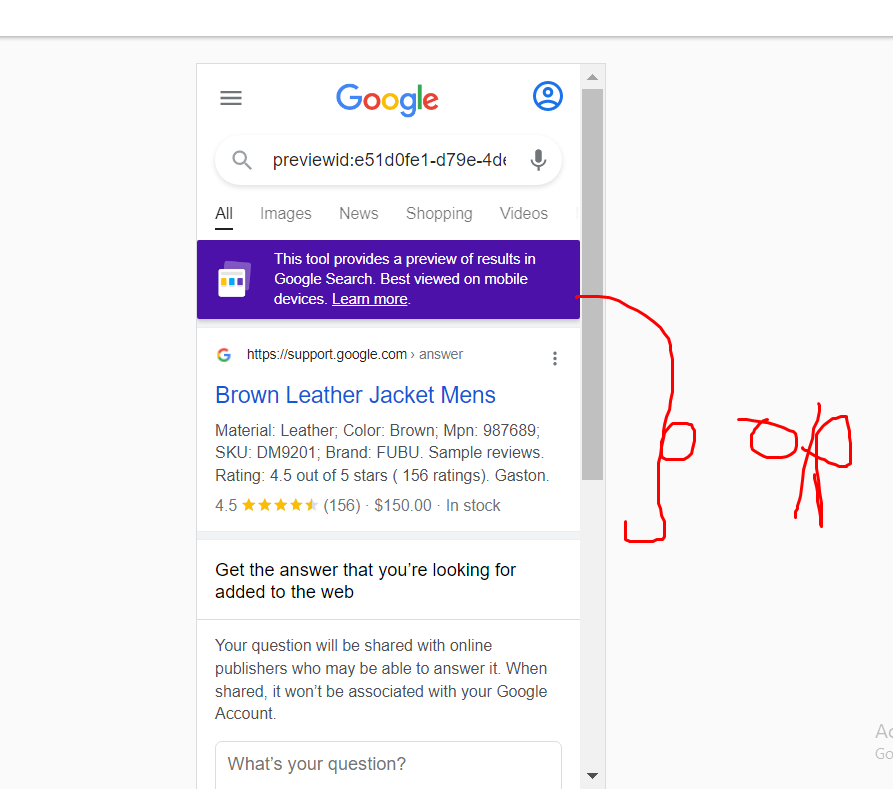 Google
previewid:e51d0fe1-d79e-4de
All Images News Shopping Videos
This tool provides a preview of results in
Google Search. Best viewed on mobile
devices. Learn more.
https://support.google.com › answer
Brown Leather Jacket Mens
Material: Leather; Color: Brown; Mpn: 987689;
SKU: DM9201; Brand: FUBU. Sample reviews.
Rating: 4.5 out of 5 stars ( 156 ratings). Gaston.
4.5 (156) · $150.00 · In stock
Get the answer that you’re looking for
added to the web
Your question will be shared with online
publishers who may be able to answer it. When
shared, it won’t be associated with your Google
Account.
What’s your question?
Ac
Go